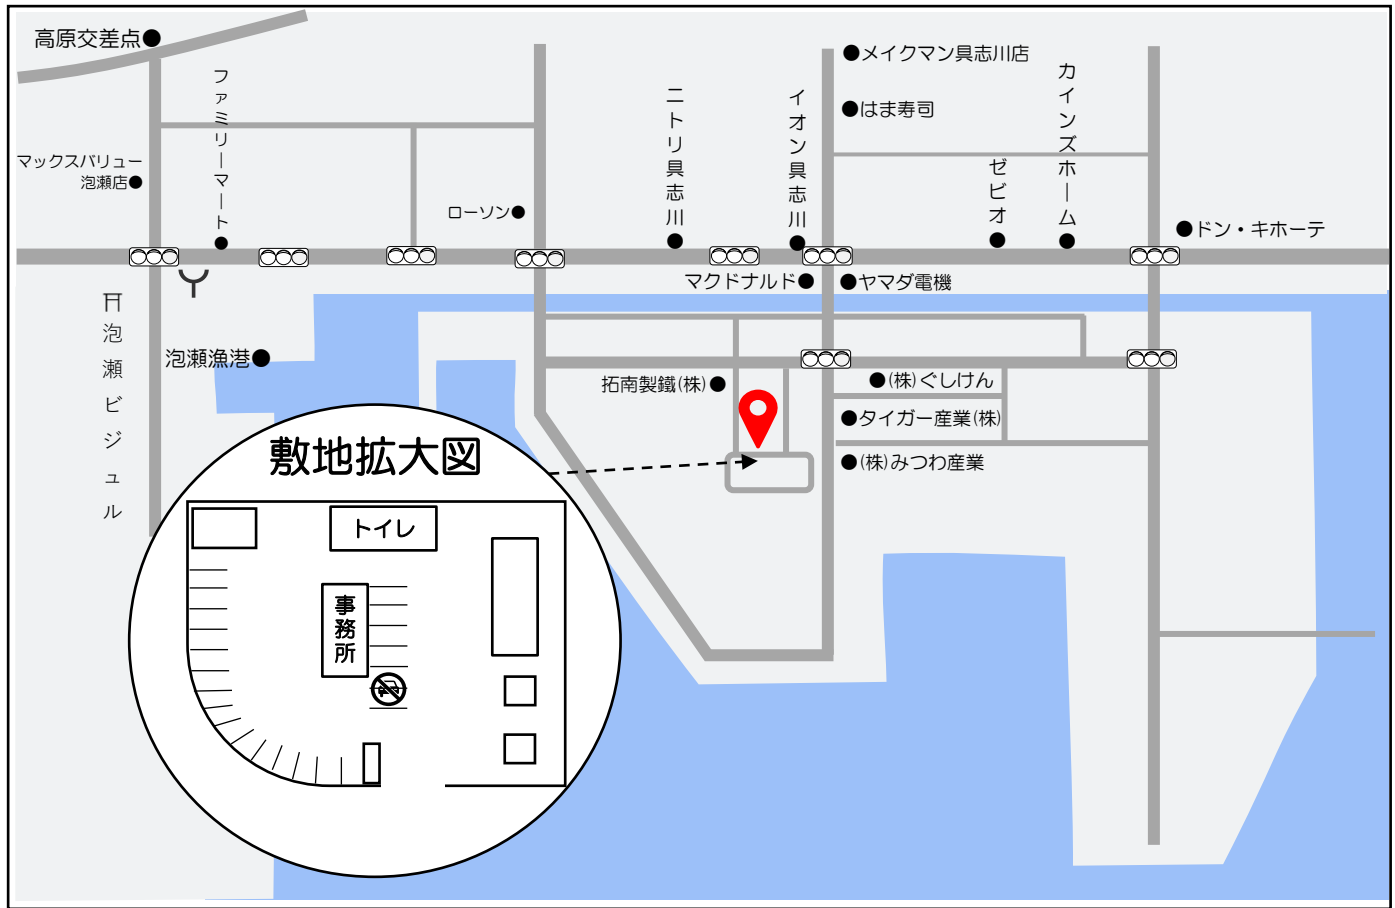 高原交差点
メイクマン具志川店
はま寿司
カインズホーム
ファミリーマート
ニトリ具志川
イオン具志川
マックスバリュー
泡瀬店
ゼビオ
ローソン
ドン・キホーテ
マクドナルド
ヤマダ電機
泡瀬ビジュル
泡瀬漁港
拓南製鐵(株)
(株)ぐしけん
タイガー産業(株)
(株)みつわ産業
敷地拡大図
トイレ
事務所